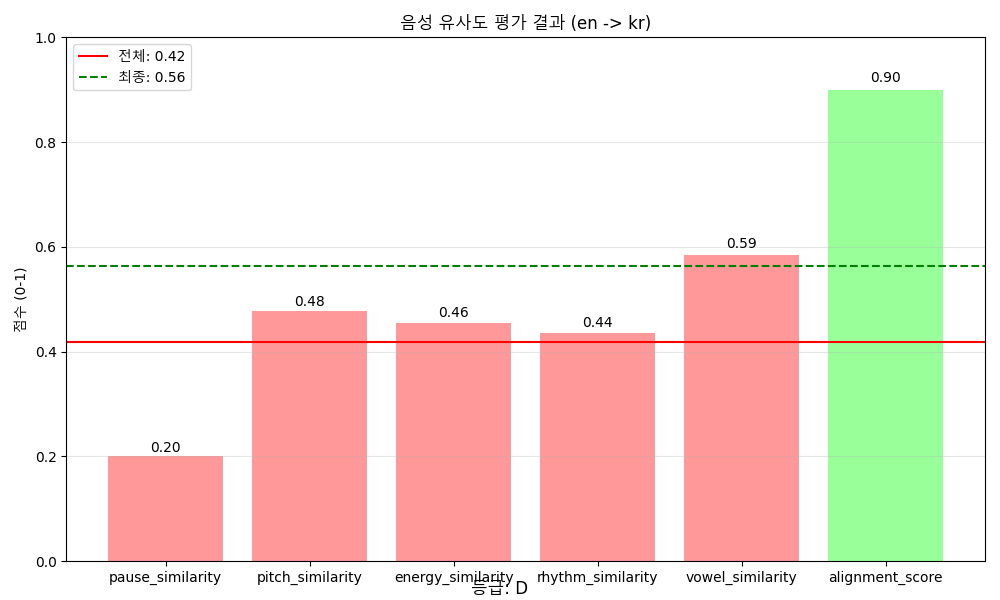 음성 유사도 평가 결과 (en -> kr)
전체: 0.42
최종: 0.56
점수 (0-1)
1.0
0.8
0.6
0.4
0.2
0.0
0.20
0.48
0.46
0.44
0.59
0.90
pause_similarity
pitch_similarity
energy_similarity
rhythm_similarity
vowel_similarity
alignment_score
등급: D